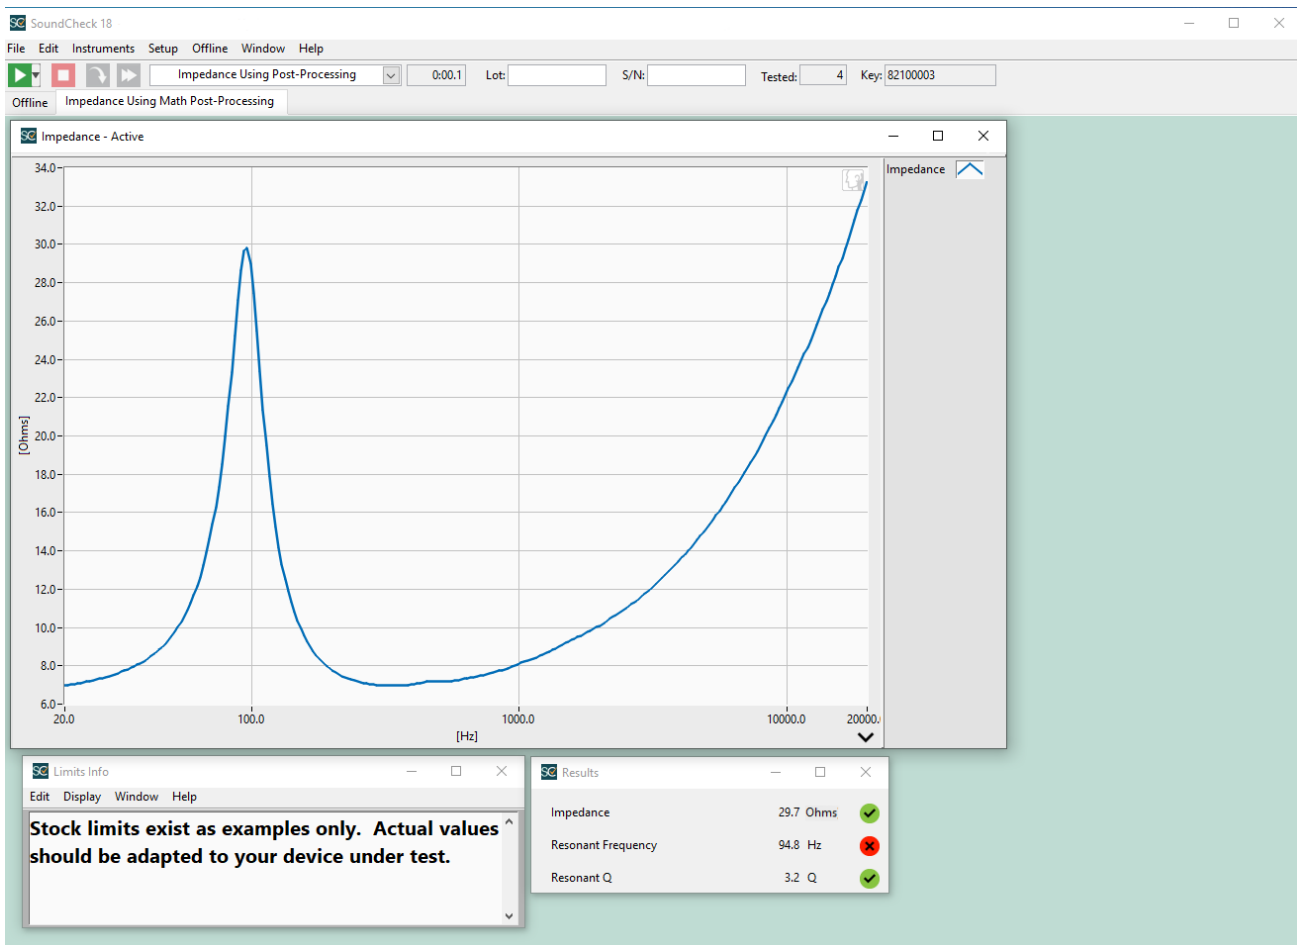 SoundCheck 18
File Edit Instruments Setup Offline Window Help
Impedance Using Post-Processing 0:00.1 Lot: S/N: Tested: 4 Key: 82100003
Offline Impedance Using Math Post-Processing
SC Impedance - Active
34.0
Impedance
32.0
30.0
28.0
26.0
24.0
22.0
20.0
[Ohms]
18.0
16.0
14.0
12.0
10.0
8.0
6.0
20.0 100.0 1000.0 10000.0 20000.
[Hz]
SC Limits Info
Edit Display Window Help
Stock limits exist as examples only. Actual values
should be adapted to your device under test.
SC Results
Impedance 29.7 Ohms
Resonant Frequency 94.8 Hz
Resonant Q 3.2 Q